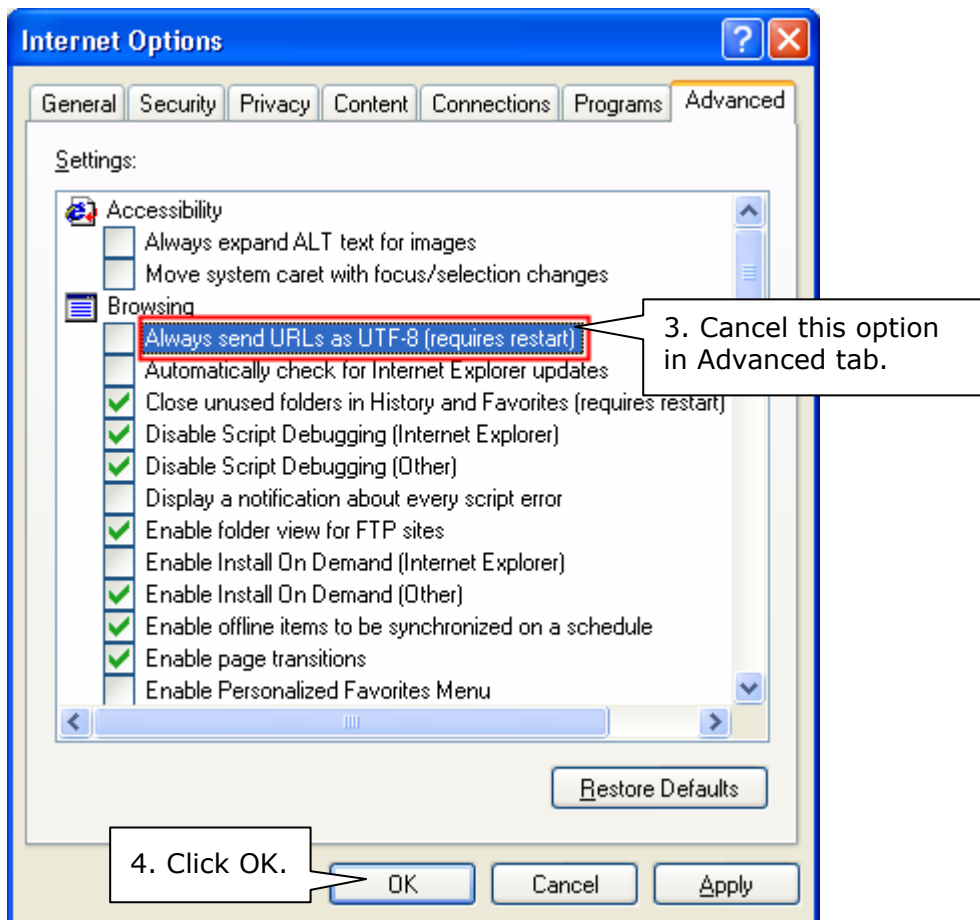 Internet Options
General Security Privacy Content Connections Programs Advanced
Settings:
Accessibility
Always expand ALT text for images
Move system caret with focus/selection changes
Browsing
Always send URLs as UTF-8 (requires restart)
3. Cancel this option
in Advanced tab.
Automatically check for Internet Explorer updates
Close unused folders in History and Favorites (requires restart)
Disable Script Debugging (Internet Explorer)
Disable Script Debugging (Other)
Display a notification about every script error
Enable folder view for FTP sites
Enable Install On Demand (Internet Explorer)
Enable Install On Demand (Other)
Enable offline items to be synchronized on a schedule
Enable page transitions
Enable Personalized Favorites Menu
Restore Defaults
4. Click OK.
OK Cancel Apply